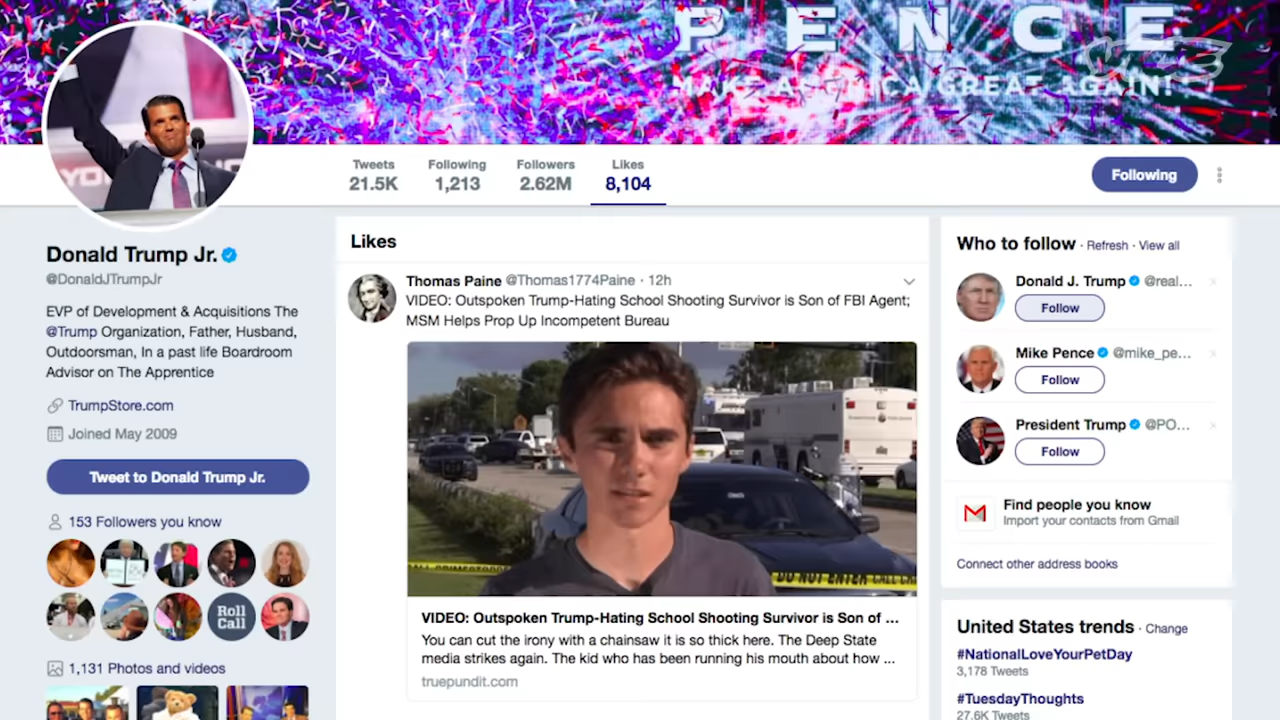 PENCE
MAKE AMERICA GREAT AGAIN!
VICE
Tweets
21.5K
Following
1,213
Followers
2.62M
Likes
8,104
Following
Donald Trump Jr.
@DonaldJTrumpJr
EVP of Development & Acquisitions The
@Trump Organization, Father, Husband,
Outdoorsman, In a past life Boardroom
Advisor on The Apprentice
TrumpStore.com
Joined May 2009
Tweet to Donald Trump Jr.
153 Followers you know
Roll
Call
1,131 Photos and videos
Likes
Thomas Paine @Thomas1774Paine · 12h
VIDEO: Outspoken Trump-Hating School Shooting Survivor is Son of FBI Agent;
MSM Helps Prop Up Incompetent Bureau
DO NOT ENTER
VIDEO: Outspoken Trump-Hating School Shooting Survivor is Son of ...
You can cut the irony with a chainsaw it is so thick here. The Deep State
media strikes again. The kid who has been running his mouth about how ...
truepundit.com
Who to follow · Refresh · View all
Donald J. Trump @real...
Follow
Mike Pence @mike_pe...
Follow
President Trump @PO...
Follow
Find people you know
Import your contacts from Gmail
Connect other address books
United States trends · Change
#NationalLoveYourPetDay
3,178 Tweets
#TuesdayThoughts
27.6K Tweets